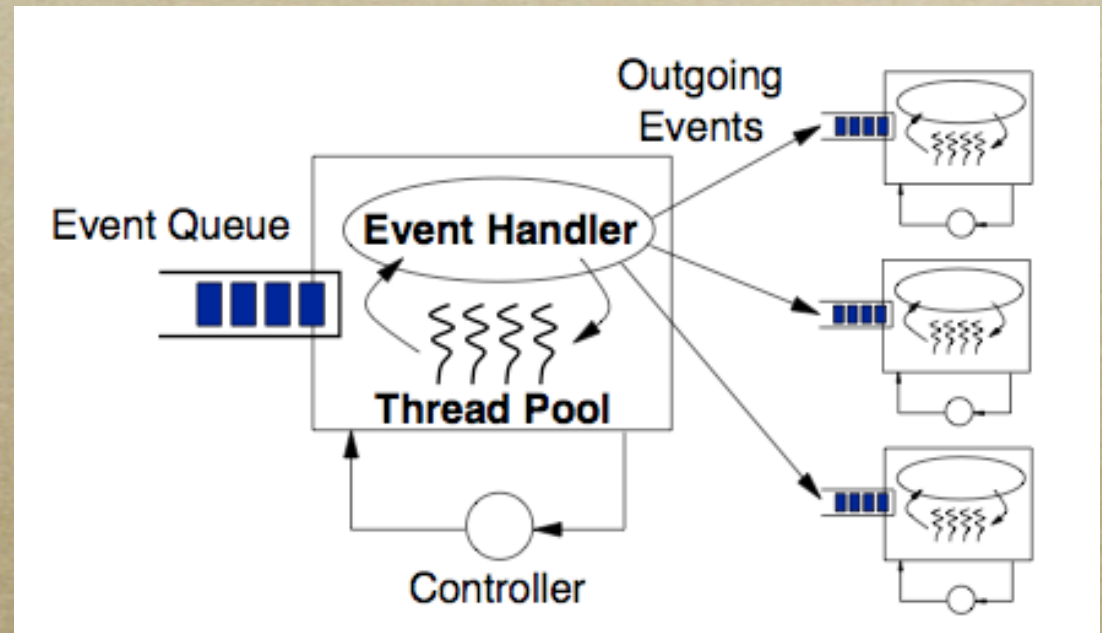 Outgoing
Events
Event Queue
Event Handler
Thread Pool
Controller